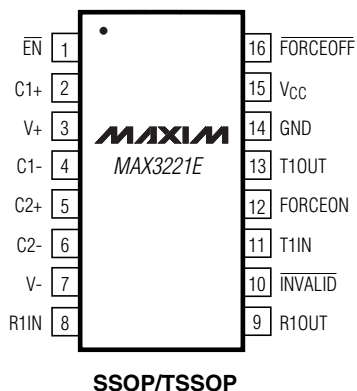 EN 1 16 FORCEOFF
C1+ 2 15 VCC
V+ 3 MAXIM 14 GND
C1- 4 MAX3221E 13 T1OUT
C2+ 5 12 FORCEON
C2- 6 11 T1IN
V- 7 10 INVALID
R1IN 8 9 R1OUT
SSOP/TSSOP